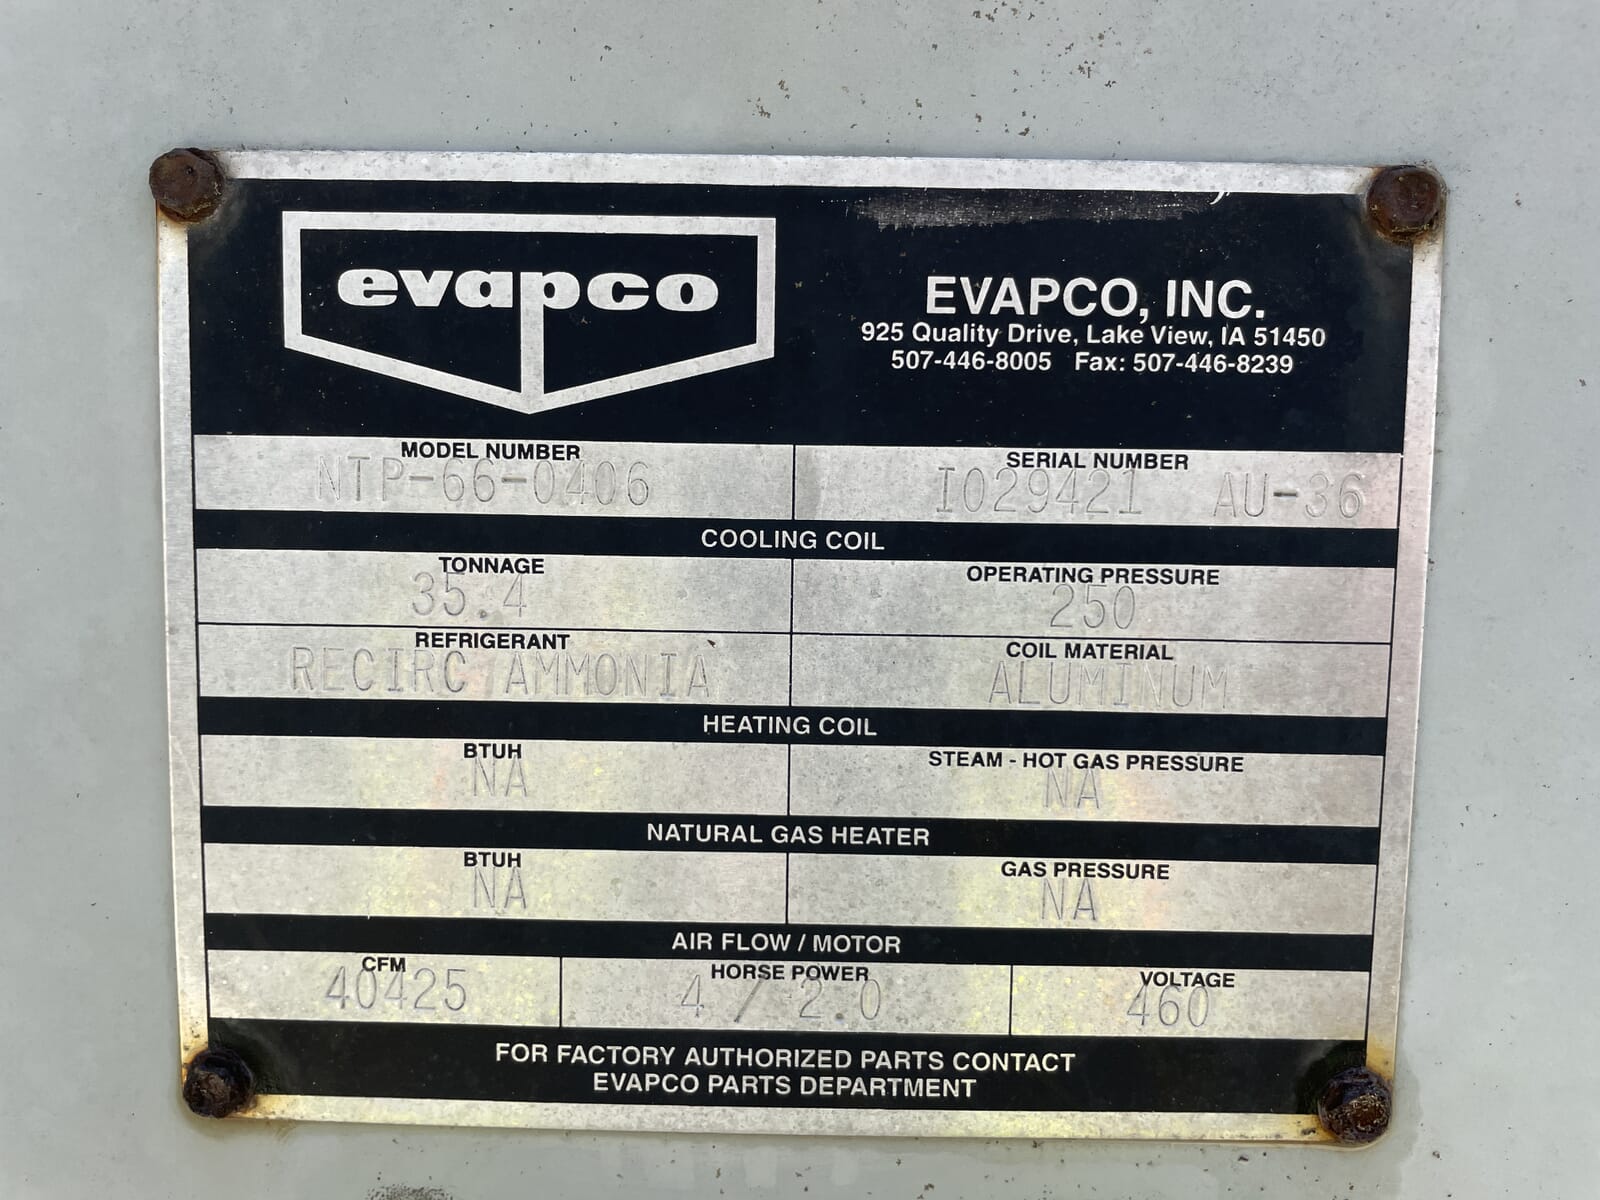 evapco
EVAPCO, INC.
925 Quality Drive, Lake View, IA 51450
507-446-8005 Fax: 507-446-8239
MODEL NUMBER
NTP-66-0406
SERIAL NUMBER
I029421 AU-36
COOLING COIL
TONNAGE
35.4
OPERATING PRESSURE
250
REFRIGERANT
RECIRC AMMONIA
COIL MATERIAL
ALUMINUM
HEATING COIL
BTUH
NA
STEAM - HOT GAS PRESSURE
NA
NATURAL GAS HEATER
BTUH
NA
GAS PRESSURE
NA
AIR FLOW / MOTOR
CFM
40425
HORSE POWER
4 / 2.0
VOLTAGE
460
FOR FACTORY AUTHORIZED PARTS CONTACT
EVAPCO PARTS DEPARTMENT